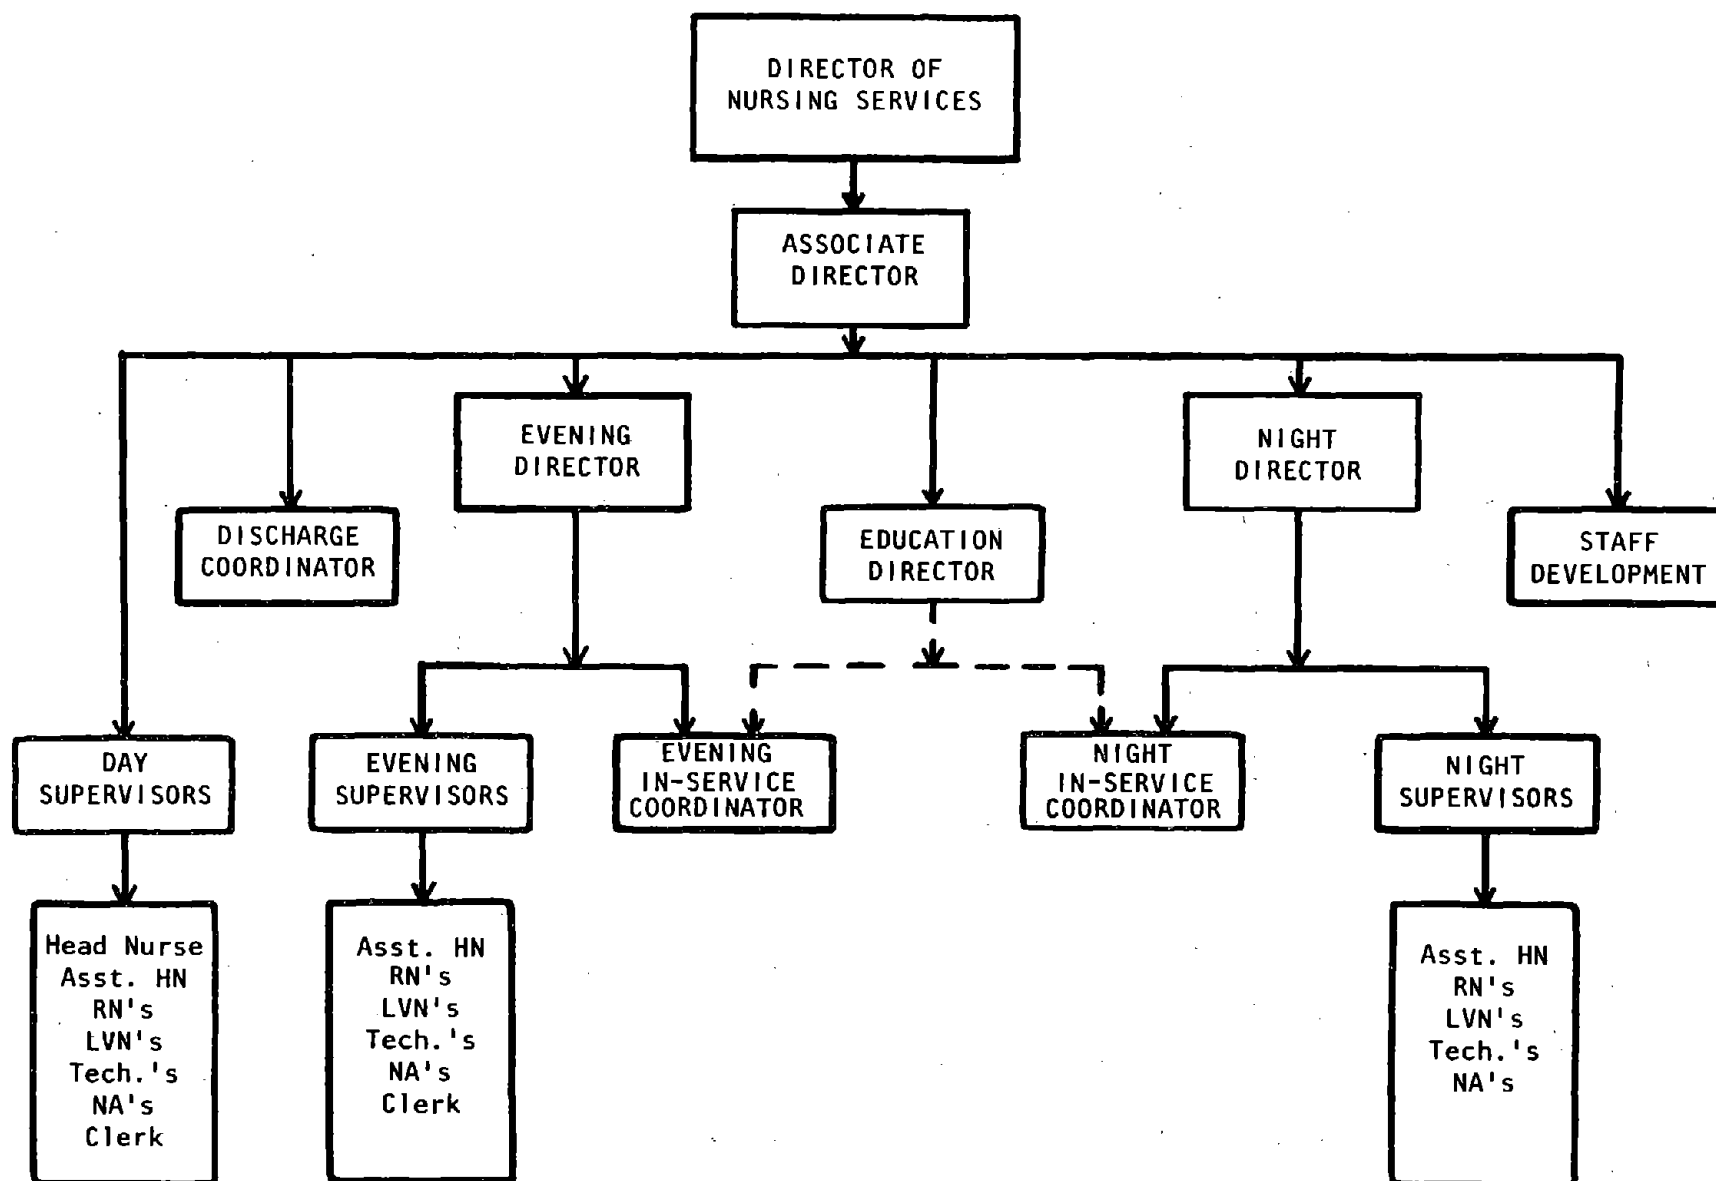 DIRECTOR OF
NURSING SERVICES
ASSOCIATE
DIRECTOR
EVENING
DIRECTOR
NIGHT
DIRECTOR
DISCHARGE
COORDINATOR
EDUCATION
DIRECTOR
STAFF
DEVELOPMENT
DAY
SUPERVISORS
EVENING
SUPERVISORS
EVENING
IN-SERVICE
COORDINATOR
NIGHT
IN-SERVICE
COORDINATOR
NIGHT
SUPERVISORS
Head Nurse
Asst. HN
RN's
LVN's
Tech.'s
NA's
Clerk
Asst. HN
RN's
LVN's
Tech.'s
NA's
Clerk
Asst. HN
RN's
LVN's
Tech.'s
NA's